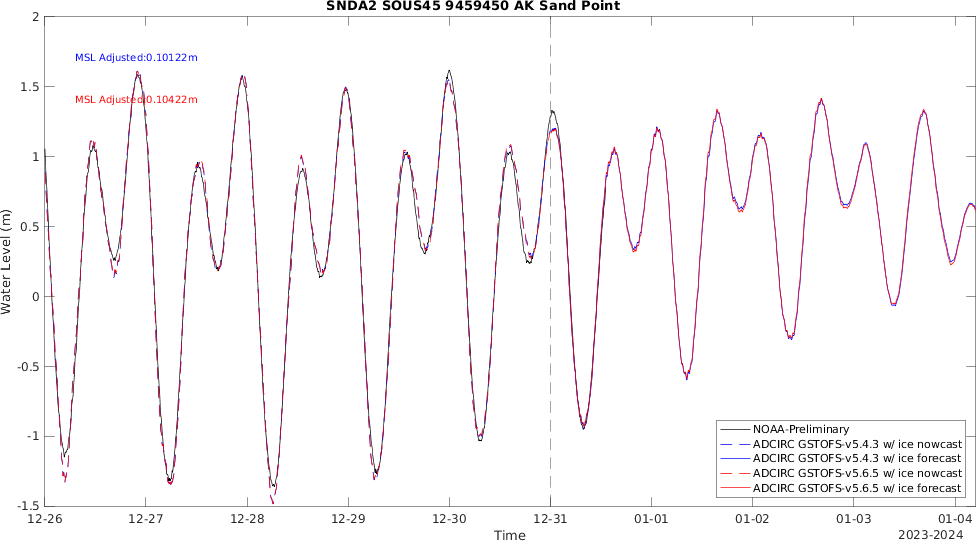 SNDA2 SOUS45 9459450 AK Sand Point
MSL Adjusted:0.10122m
MSL Adjusted:0.10422m
Water Level (m)
2
1.5
1
0.5
0
-0.5
-1
-1.5
12-26 12-27 12-28 12-29 12-30 12-31 01-01 01-02 01-03 01-04
Time
2023-2024
NOAA-Preliminary
ADCIRC GSTOFS-v5.4.3 w/ ice nowcast
ADCIRC GSTOFS-v5.4.3 w/ ice forecast
ADCIRC GSTOFS-v5.6.5 w/ ice nowcast
ADCIRC GSTOFS-v5.6.5 w/ ice forecast